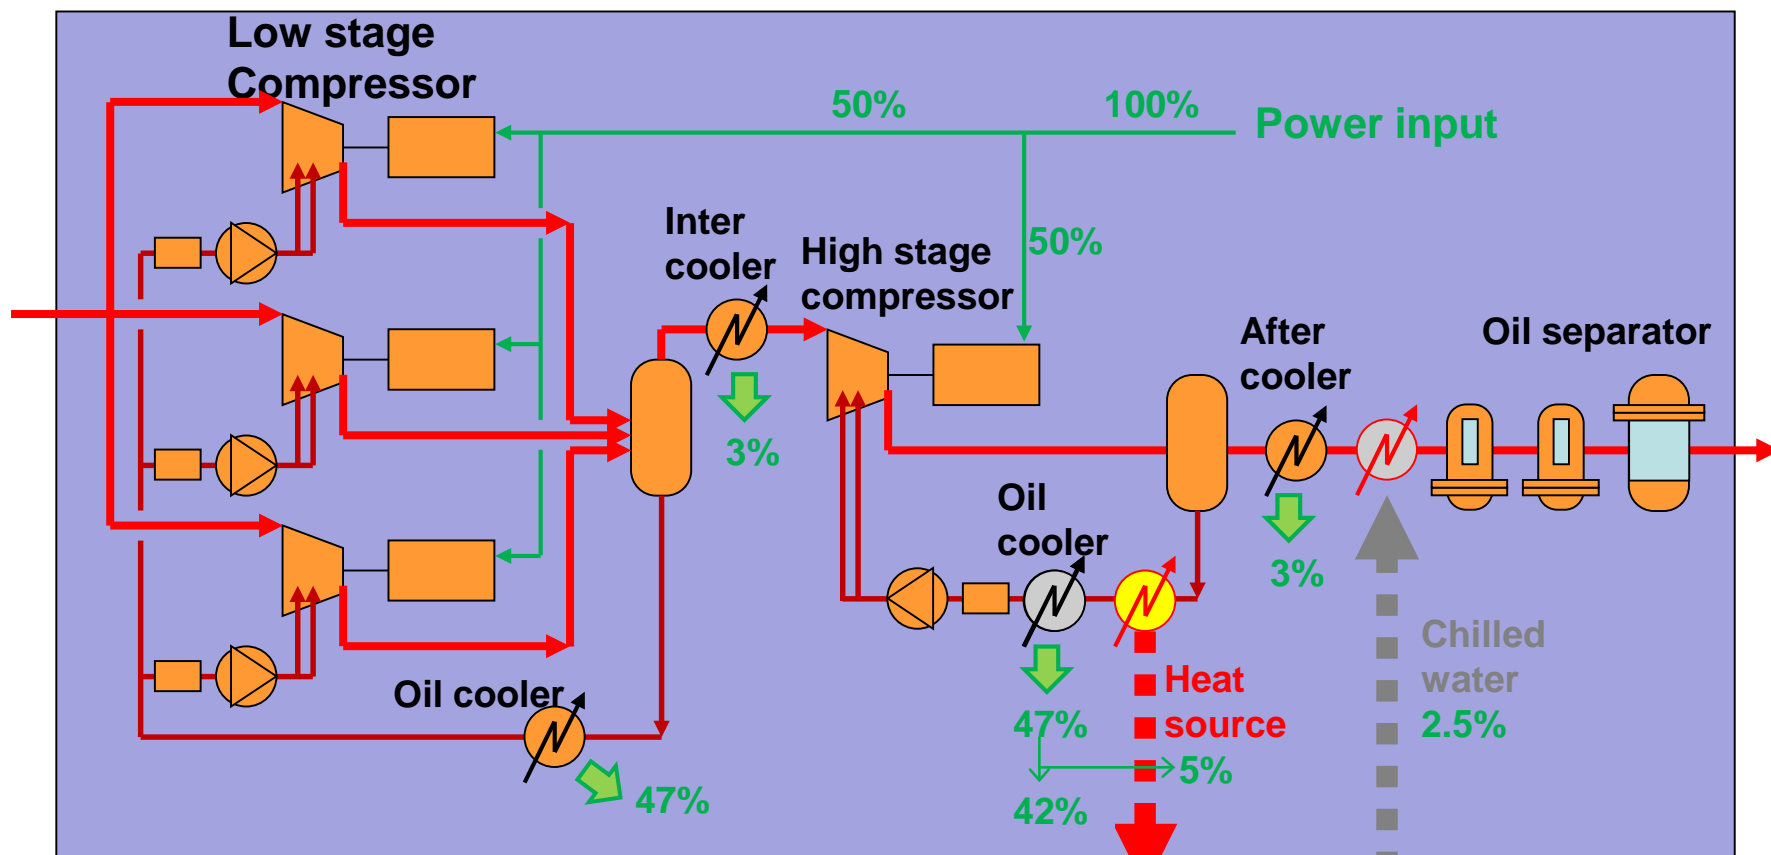 Low stage
Compressor
50%
100%
Power input
Inter
cooler
50%
High stage
compressor
After
cooler
Oil separator
3%
Oil
cooler
3%
Chilled
water
2.5%
Heat
source
Oil cooler
47%
5%
42%
47%